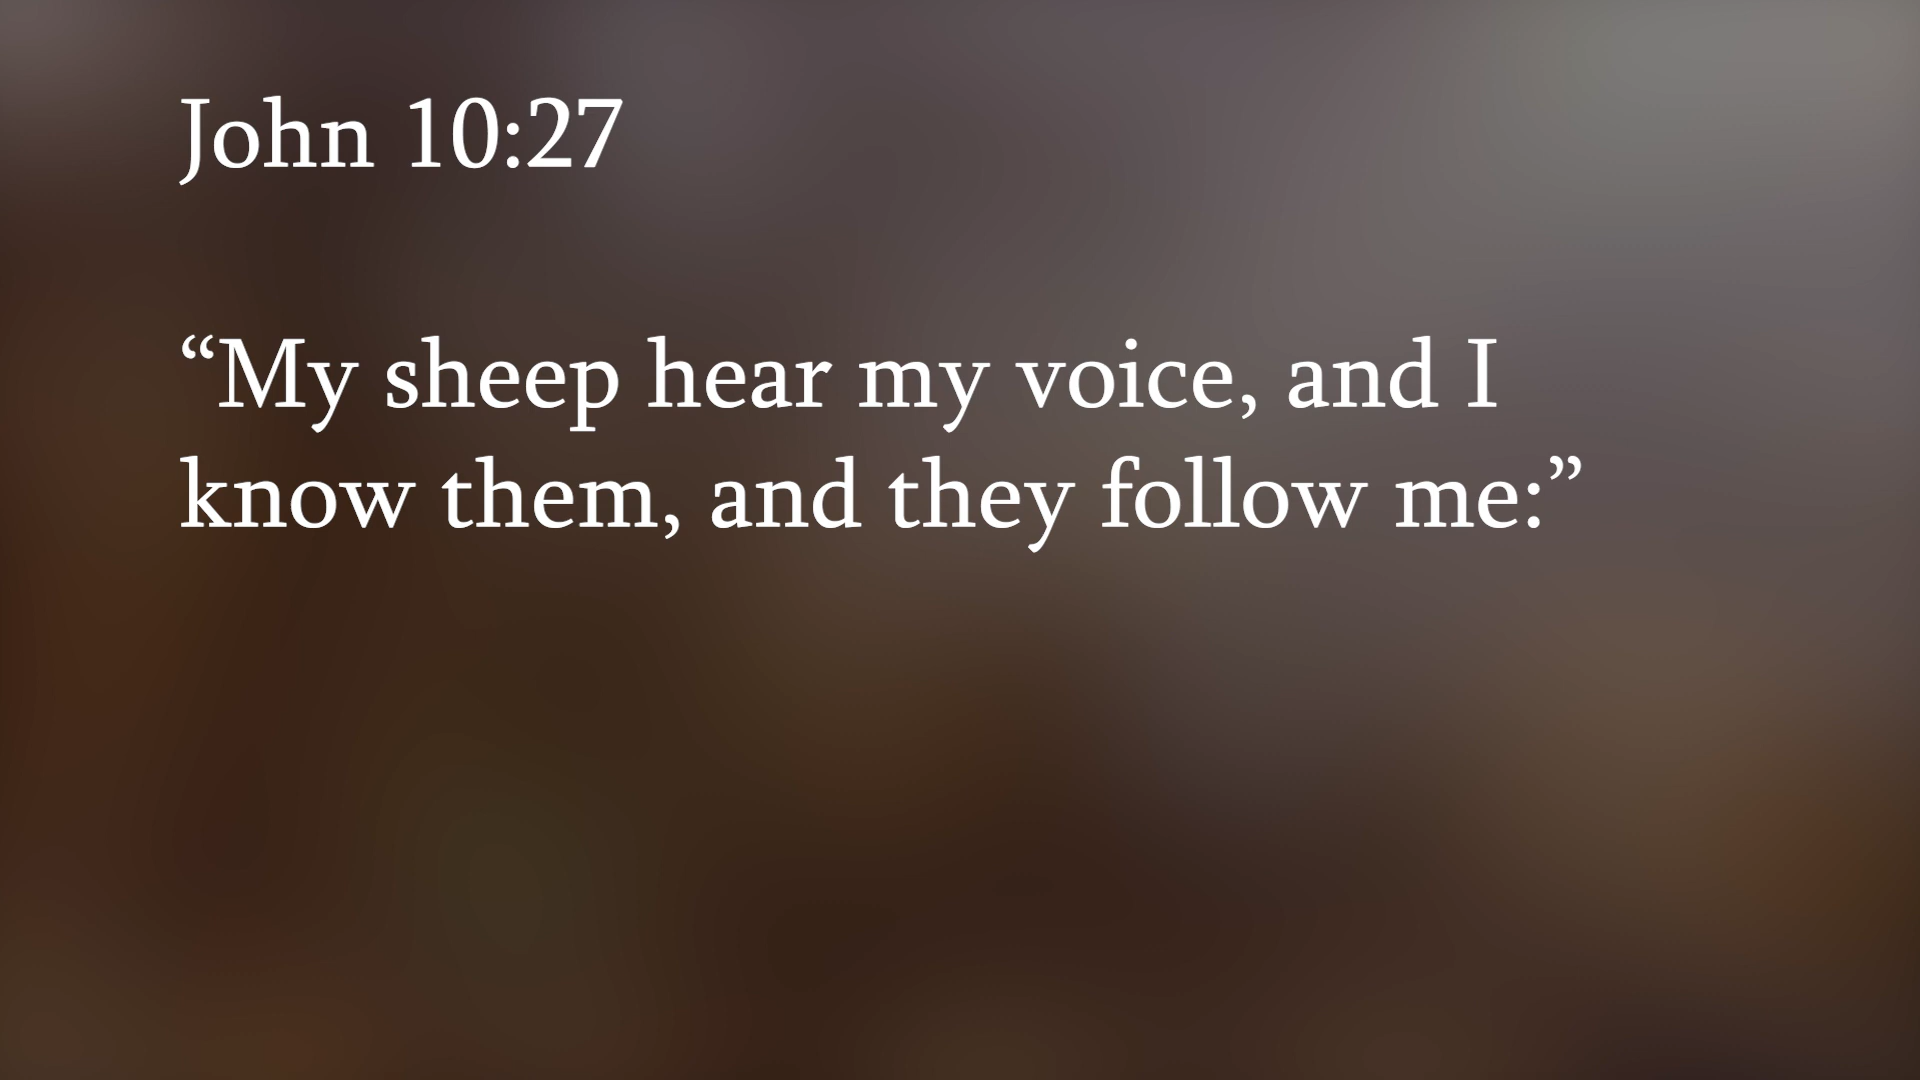 John 10:27
“My sheep hear my voice, and I
know them, and they follow me:”